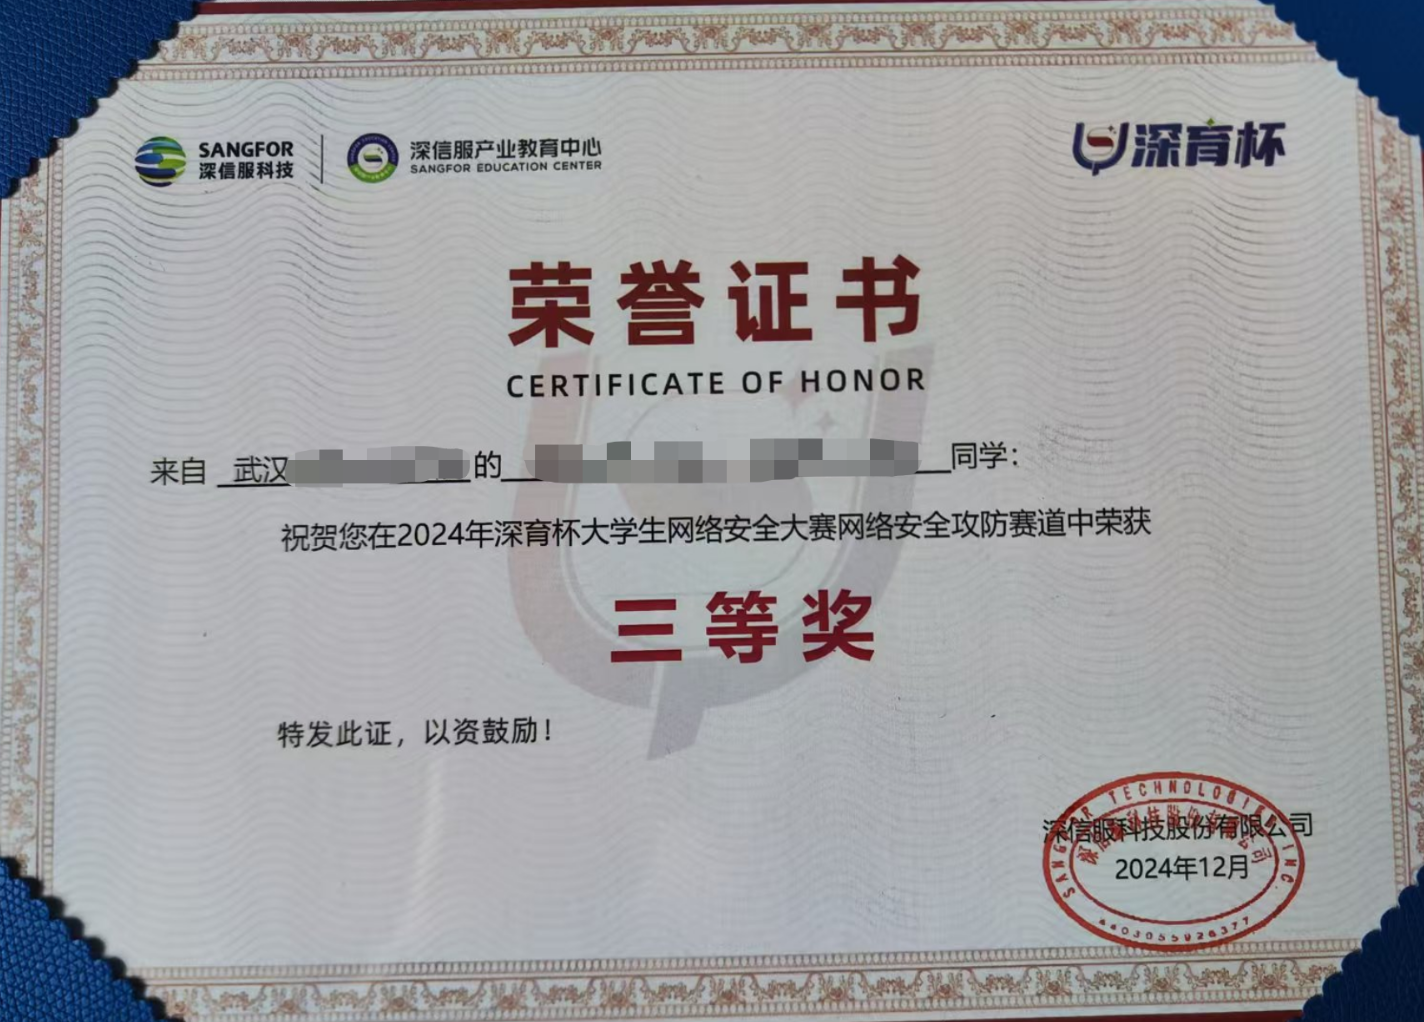 SANGFOR
深信服科技
深信服产业教育中心
SANGFOR EDUCATION CENTER
深育杯
荣誉证书
CERTIFICATE OF HONOR
来自 武汉 的 同学：
祝贺您在2024年深育杯大学生网络安全大赛网络安全攻防赛道中荣获
三等奖
特发此证，以资鼓励！
SANGFOR TECHNOLOGIES INC.
深信服科技股份有限公司
深信服科技股份有限公司
2024年12月
4403055926377